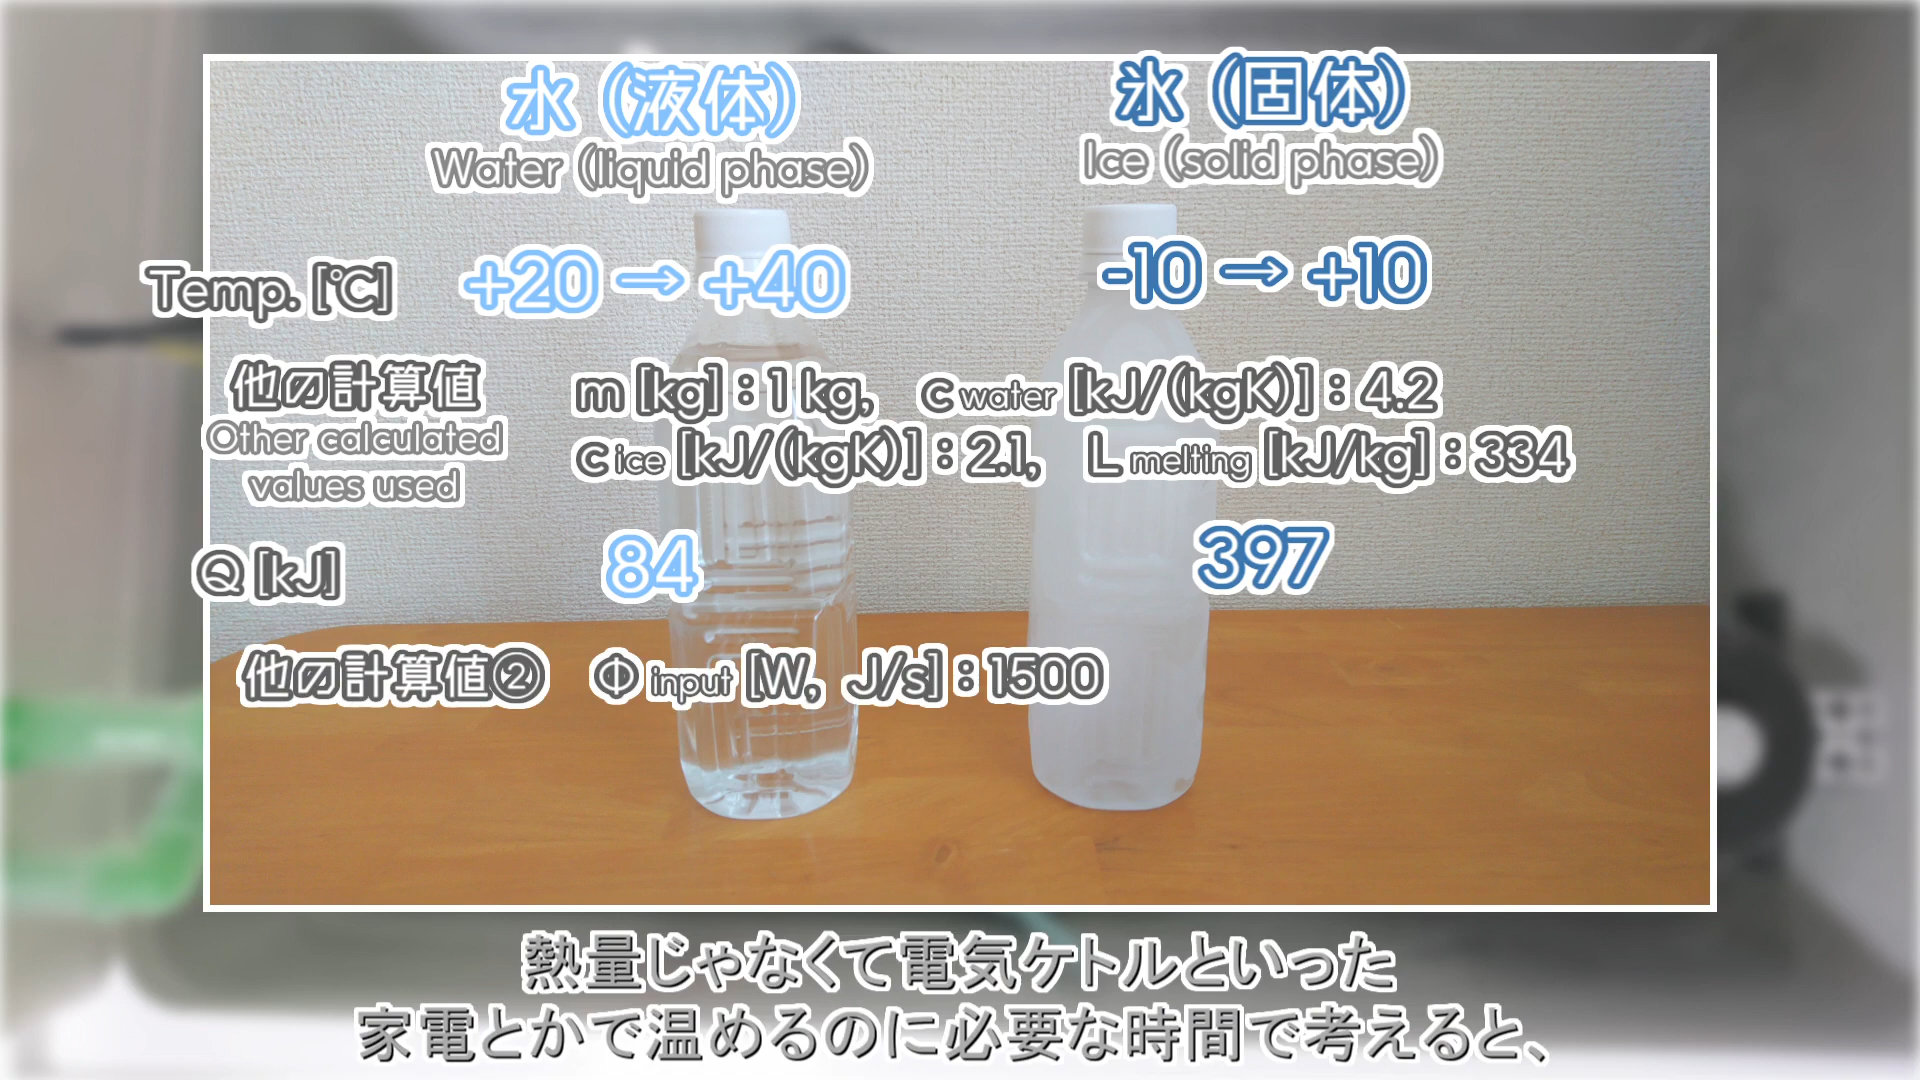 水（液体）
Water (liquid phase)
氷（固体）
Ice (solid phase)
Temp. [℃] +20 → +40 -10 → +10
他の計算値
Other calculated
values used
m [kg] : 1 kg, c water [kJ/(kgK)] : 4.2
c ice [kJ/(kgK)] : 2.1, L melting [kJ/kg] : 334
Q [kJ] 84 397
他の計算値② Φ input [W, J/s] : 1500
熱量じゃなくて電気ケトルといった
家電とかで温めるのに必要な時間で考えると、